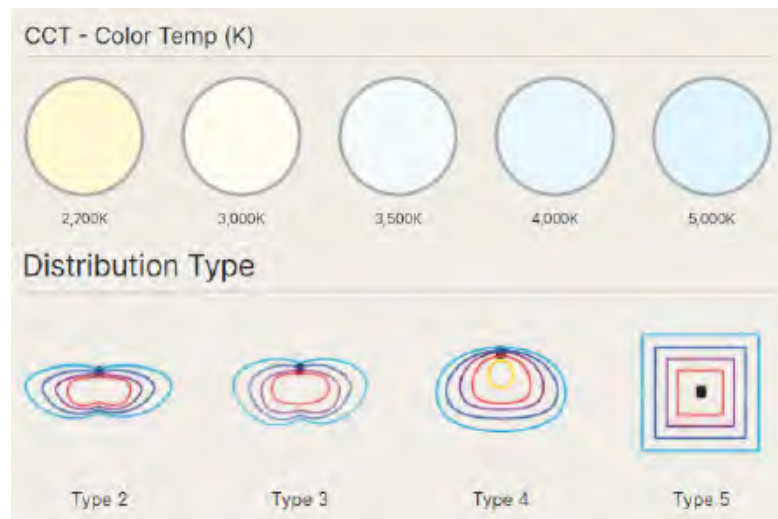 CCT - Color Temp (K)
2,700K 3,000K 3,500K 4,000K 5,000K
Distribution Type
Type 2 Type 3 Type 4 Type 5